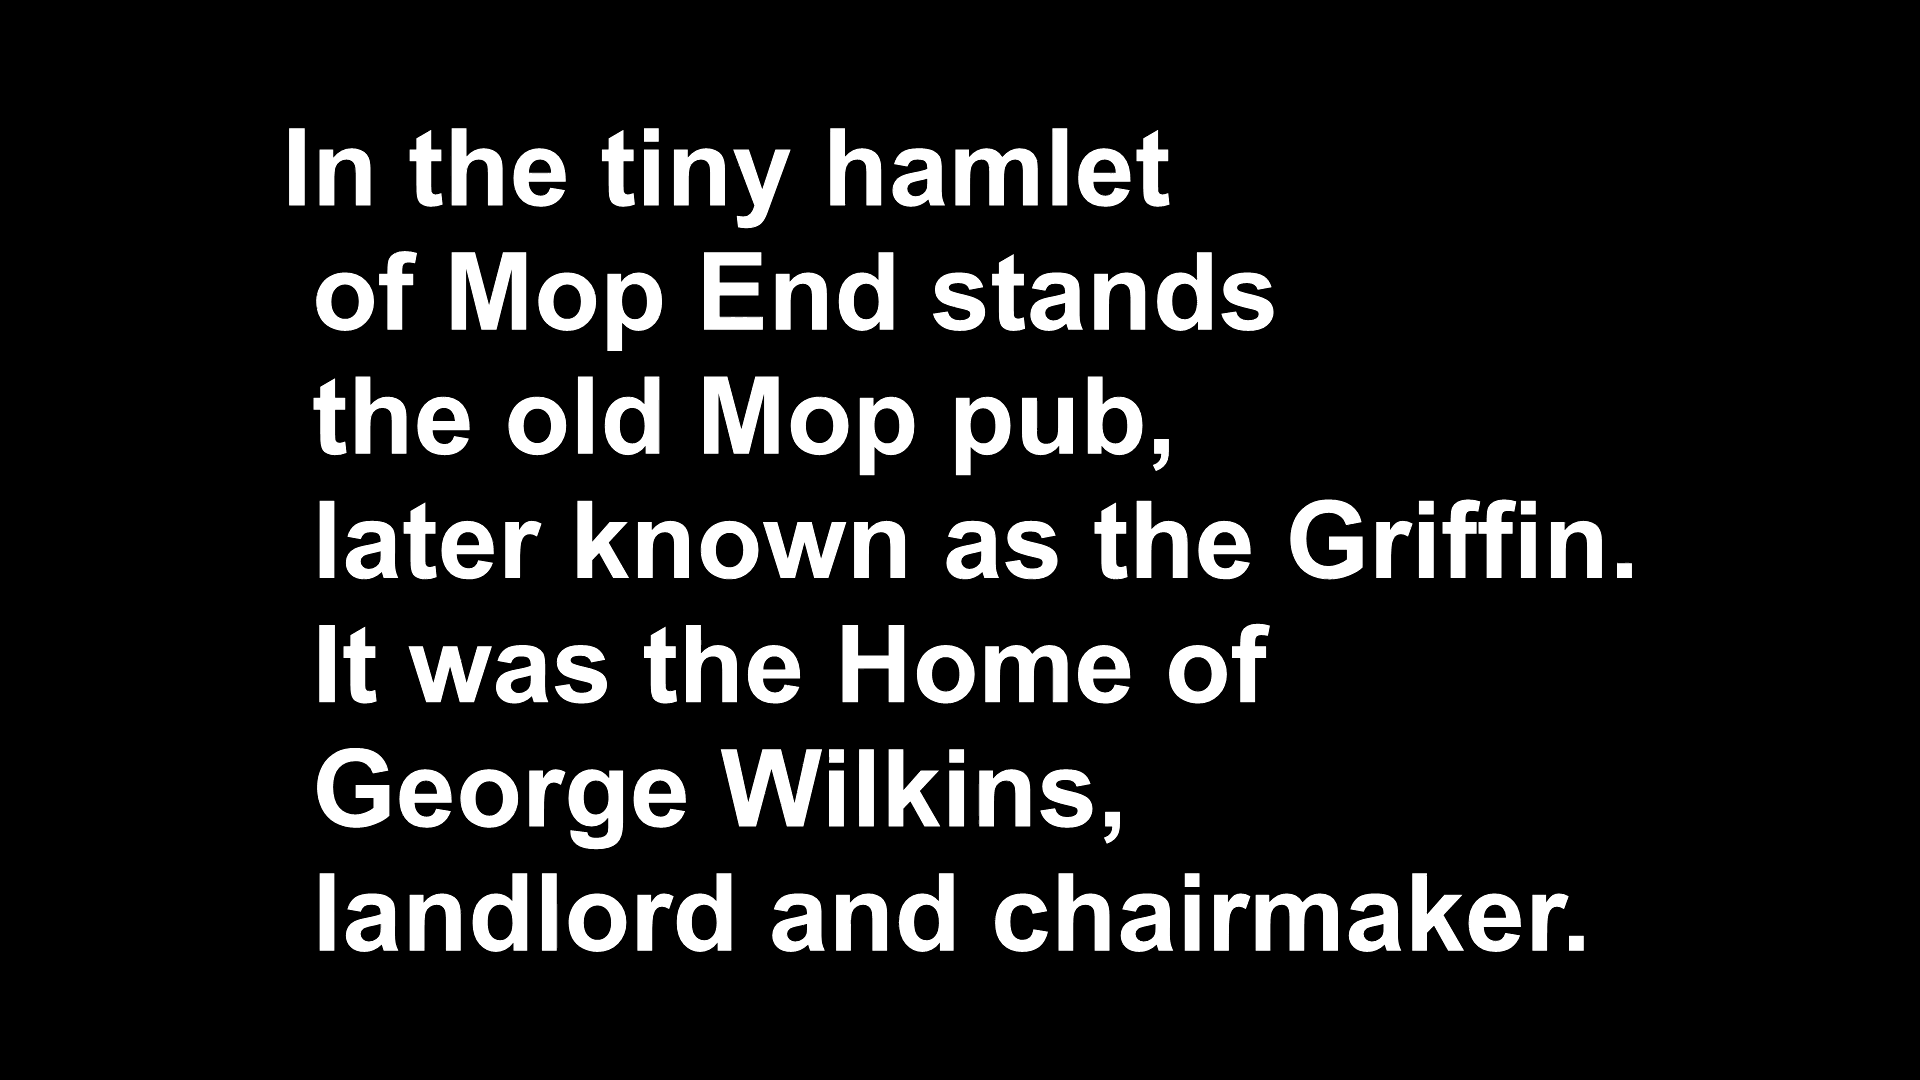 In the tiny hamlet
of Mop End stands
the old Mop pub,
later known as the Griffin.
It was the Home of
George Wilkins,
landlord and chairmaker.